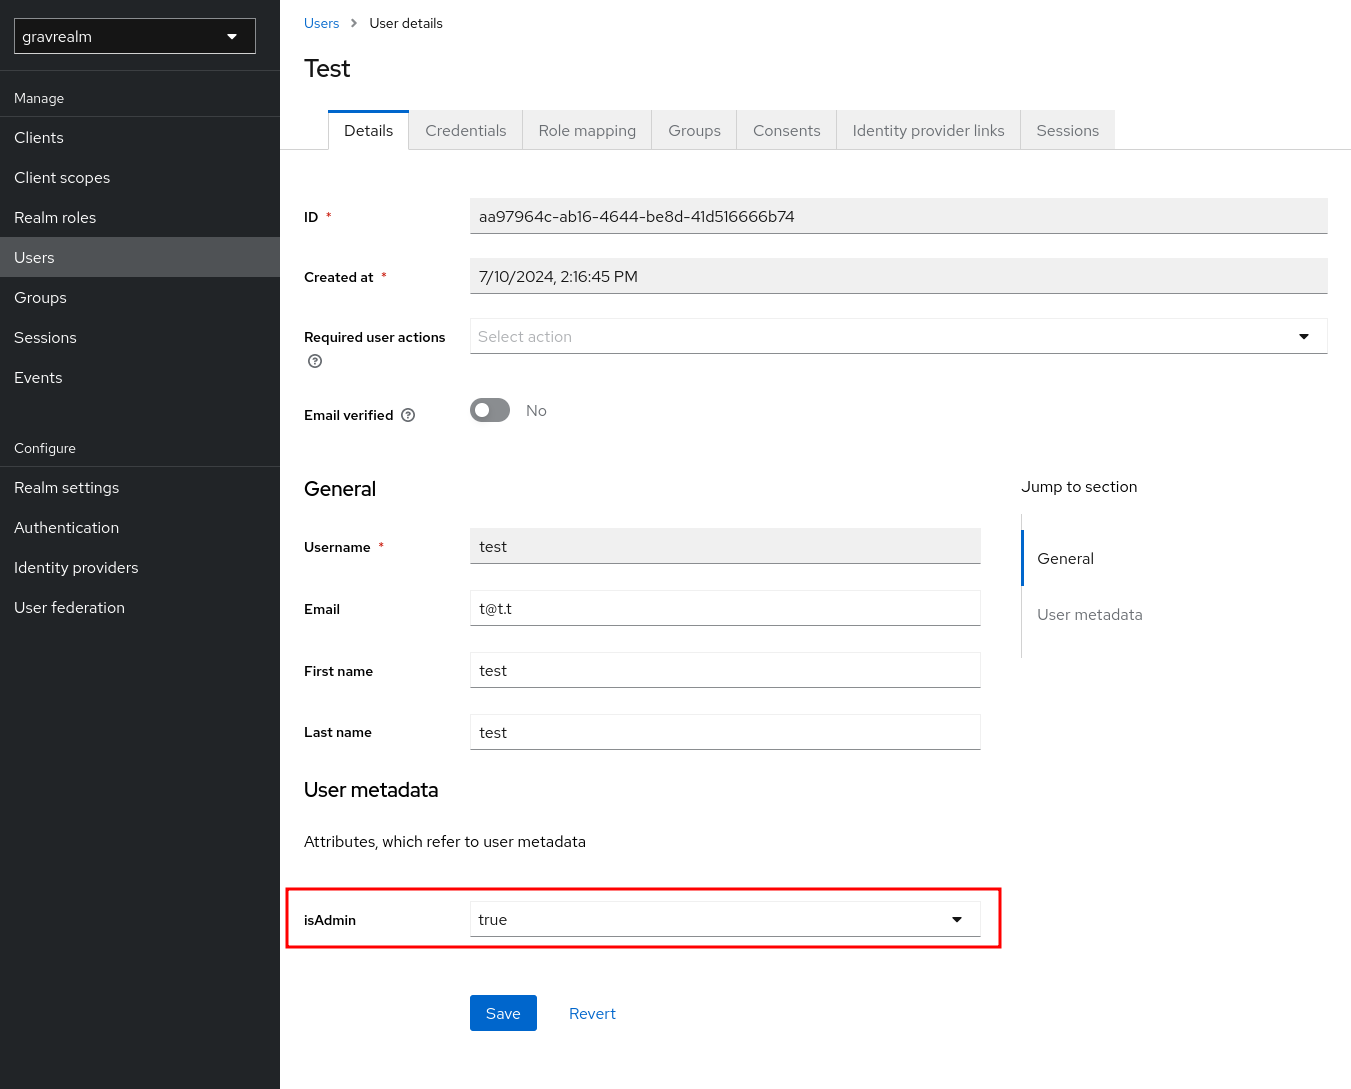 gravrealm
Manage
Clients
Client scopes
Realm roles
Users
Groups
Sessions
Events
Configure
Realm settings
Authentication
Identity providers
User federation
Users > User details
Test
Details Credentials Role mapping Groups Consents Identity provider links Sessions
ID * aa97964c-ab16-4644-be8d-41d516666b74
Created at * 7/10/2024, 2:16:45 PM
Required user actions Select action
Email verified No
General
Username * test
Email t@t.t
First name test
Last name test
User metadata
Attributes, which refer to user metadata
isAdmin true
Save Revert
Jump to section
General
User metadata